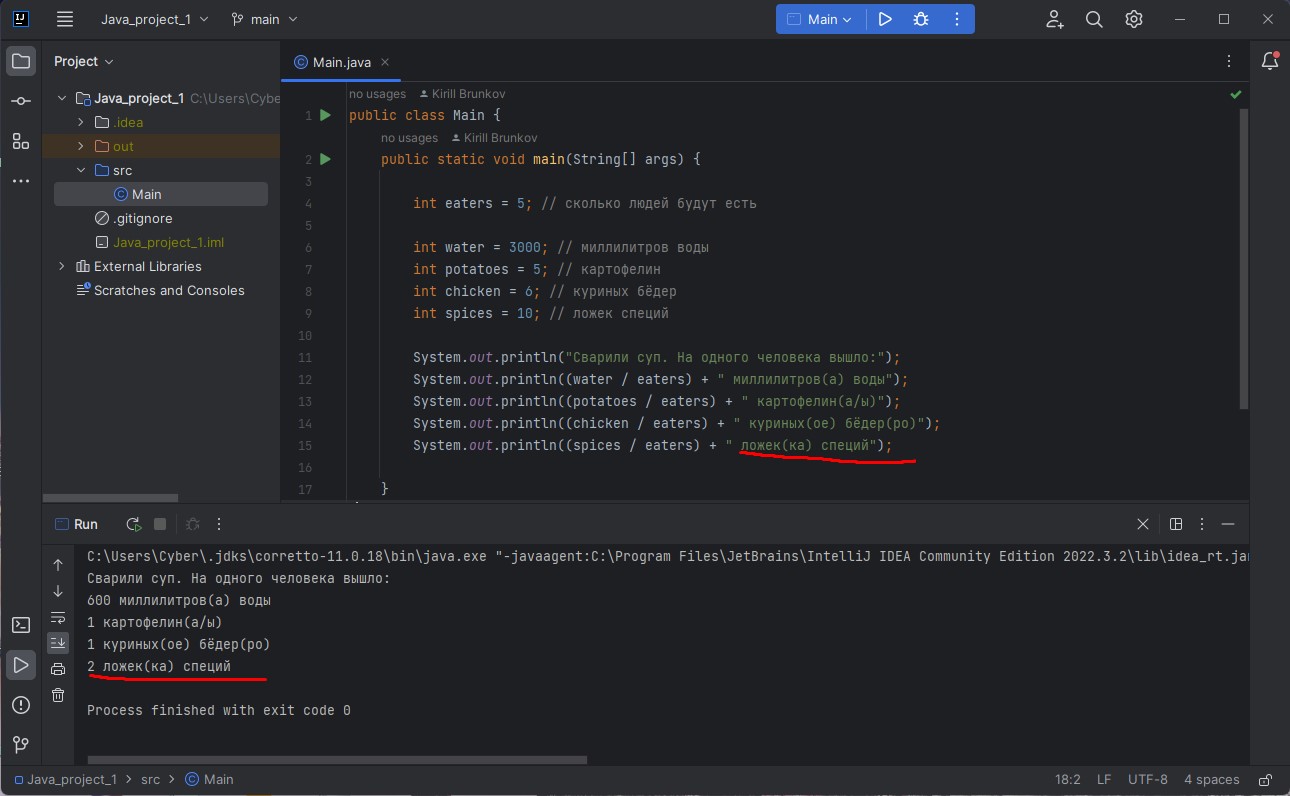 Java_project_1 main Main
Project
Main.java
Java_project_1 C:\Users\Cybe
.idea
out
src
Main
.gitignore
Java_project_1.iml
External Libraries
Scratches and Consoles
no usages Kirill Brunkov
1 public class Main {
no usages Kirill Brunkov
2 public static void main(String[] args) {
3
4 int eaters = 5; // сколько людей будут есть
5
6 int water = 3000; // миллилитров воды
7 int potatoes = 5; // картофелин
8 int chicken = 6; // куриных бёдер
9 int spices = 10; // ложек специй
10
11 System.out.println("Сварили суп. На одного человека вышло:");
12 System.out.println((water / eaters) + " миллилитров(а) воды");
13 System.out.println((potatoes / eaters) + " картофелин(а/ы)");
14 System.out.println((chicken / eaters) + " куриных(ое) бёдер(ро)");
15 System.out.println((spices / eaters) + " ложек(ка) специй");
16
17 }
Run
C:\Users\Cyber\.jdks\corretto-11.0.18\bin\java.exe "-javaagent:C:\Program Files\JetBrains\IntelliJ IDEA Community Edition 2022.3.2\lib\idea_rt.jar
Сварили суп. На одного человека вышло:
600 миллилитров(а) воды
1 картофелин(а/ы)
1 куриных(ое) бёдер(ро)
2 ложек(ка) специй
Process finished with exit code 0
Java_project_1 > src > Main 18:2 LF UTF-8 4 spaces